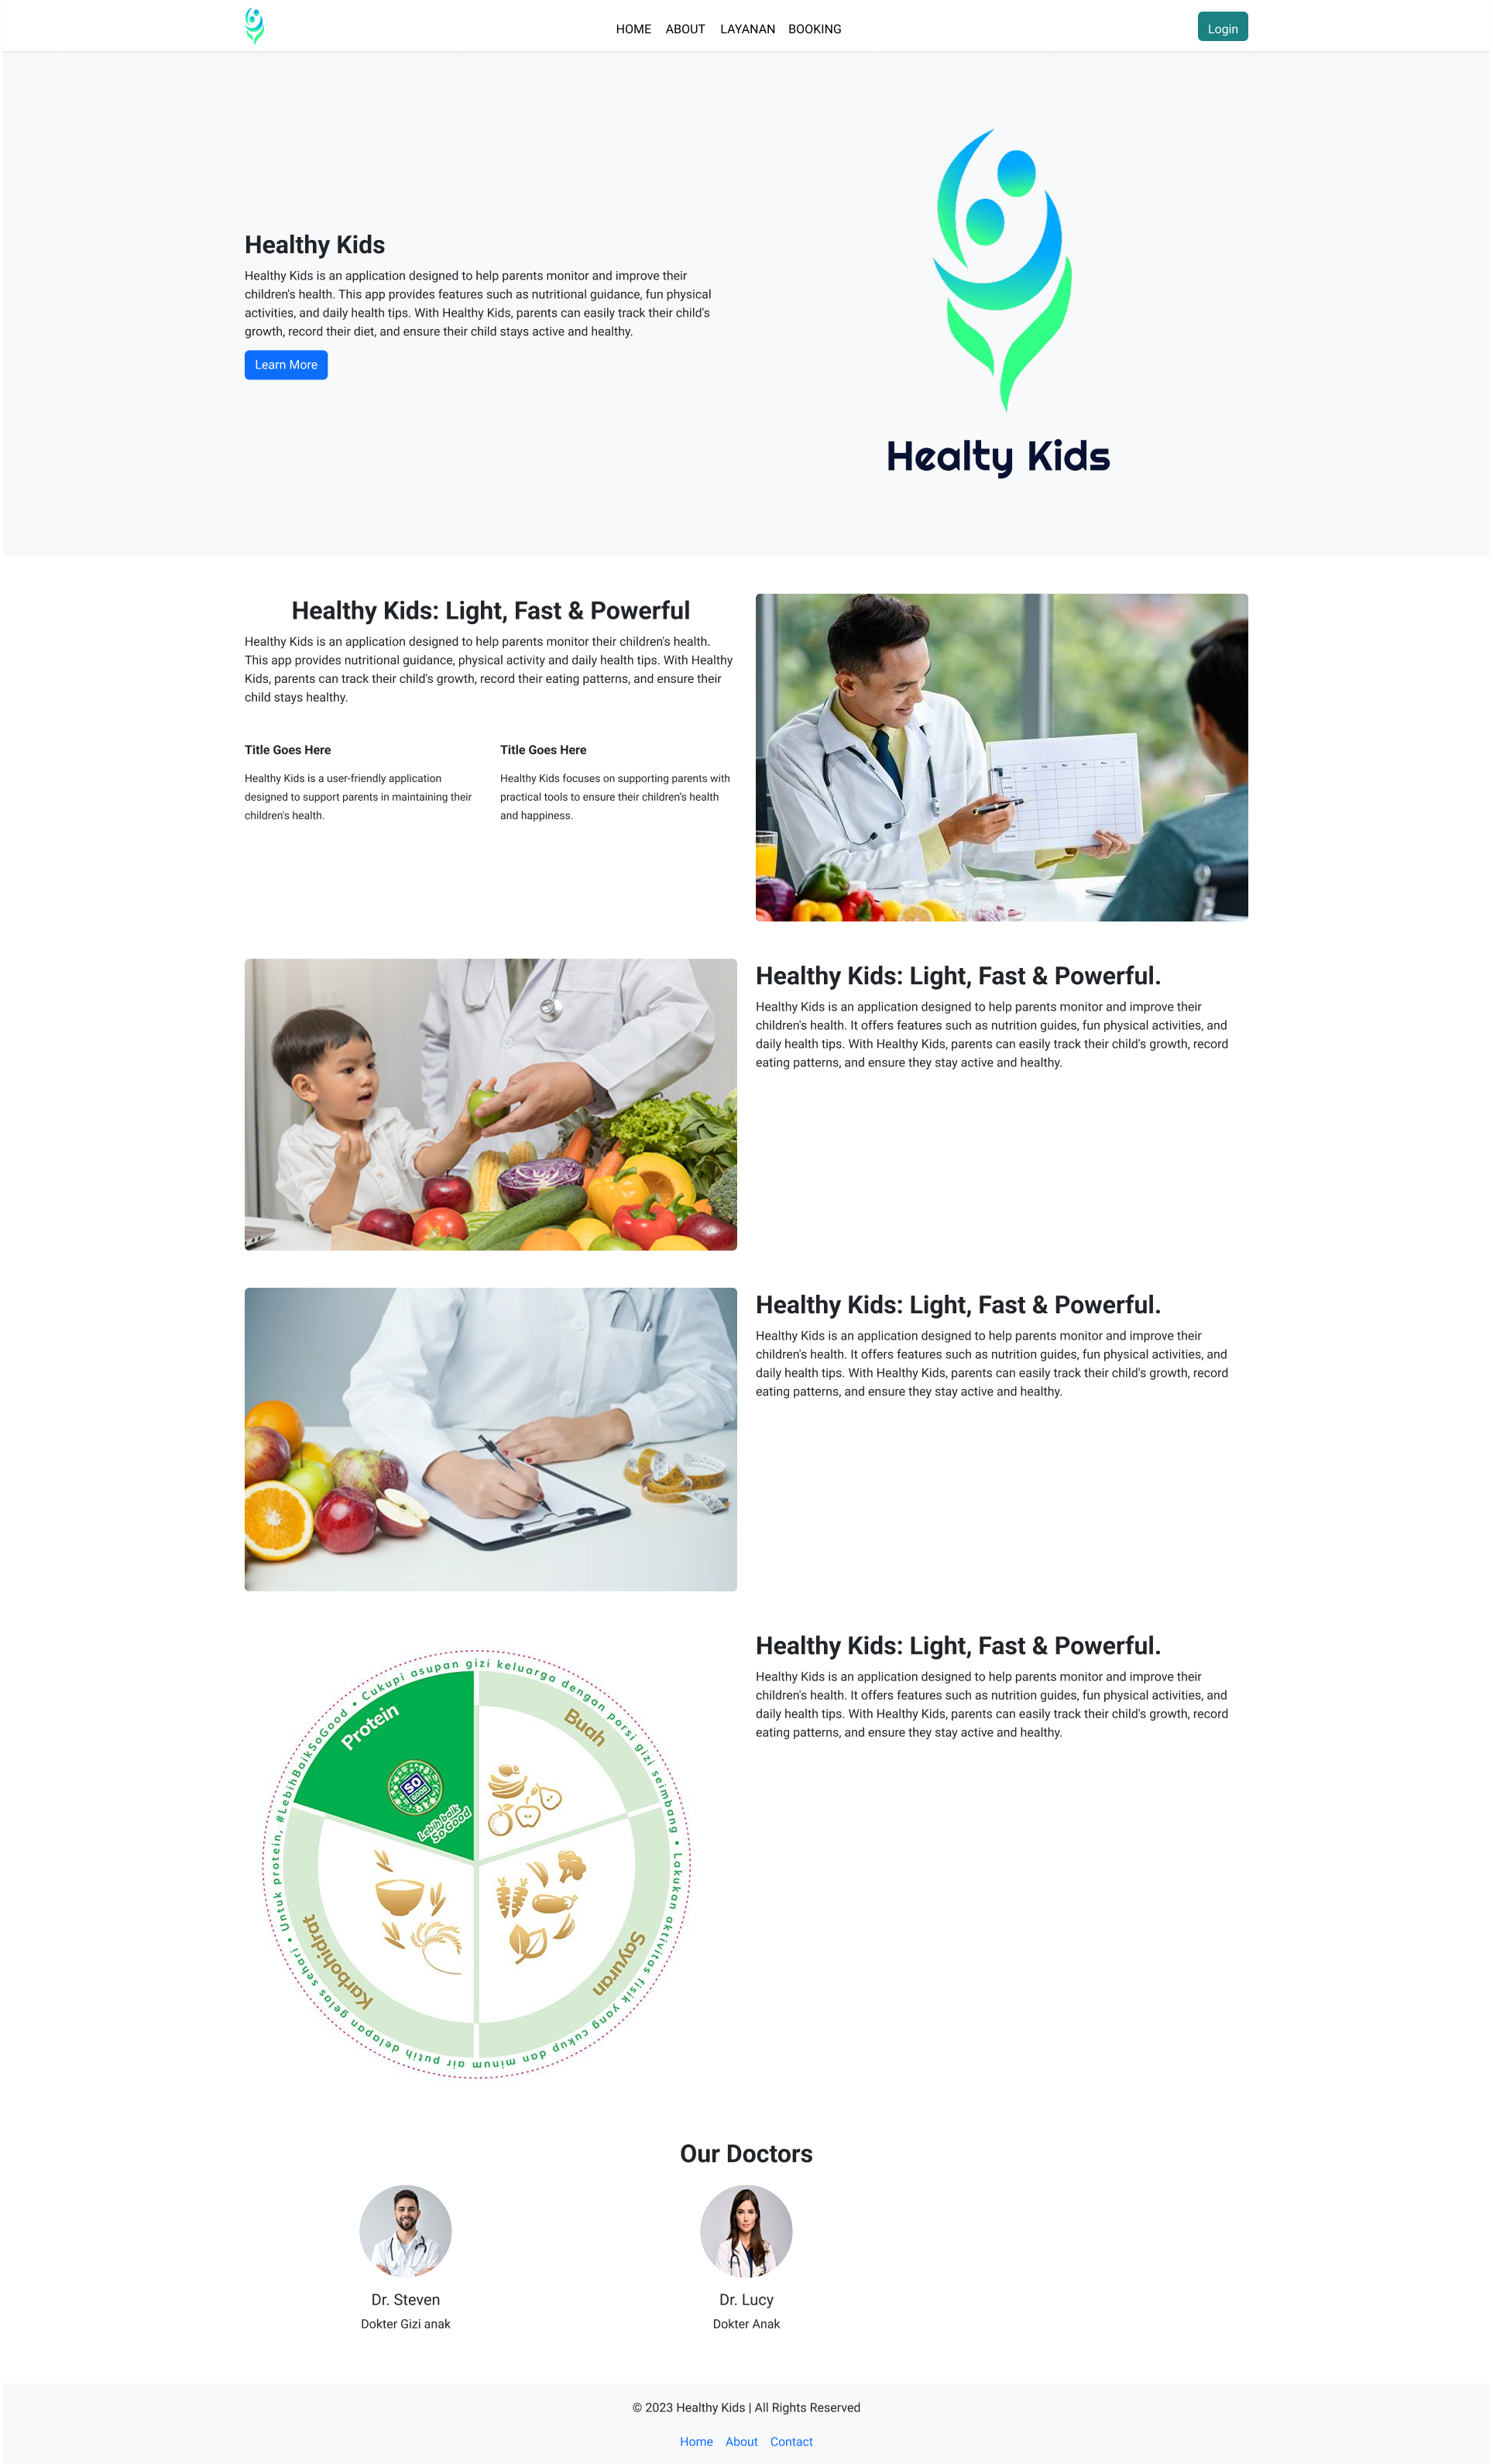 HOME ABOUT LAYANAN BOOKING
Login
Healthy Kids
Healthy Kids is an application designed to help parents monitor and improve their
children's health. This app provides features such as nutritional guidance, fun physical
activities, and daily health tips. With Healthy Kids, parents can easily track their child's
growth, record their diet, and ensure their child stays active and healthy.
Learn More
Healty Kids
Healthy Kids: Light, Fast & Powerful
Healthy Kids is an application designed to help parents monitor their children's health.
This app provides nutritional guidance, physical activity and daily health tips. With Healthy
Kids, parents can track their child's growth, record their eating patterns, and ensure their
child stays healthy.
Title Goes Here
Healthy Kids is a user-friendly application
designed to support parents in maintaining their
children's health.
Title Goes Here
Healthy Kids focuses on supporting parents with
practical tools to ensure their children's health
and happiness.
Healthy Kids: Light, Fast & Powerful.
Healthy Kids is an application designed to help parents monitor and improve their
children's health. It offers features such as nutrition guides, fun physical activities, and
daily health tips. With Healthy Kids, parents can easily track their child's growth, record
eating patterns, and ensure they stay active and healthy.
Healthy Kids: Light, Fast & Powerful.
Healthy Kids is an application designed to help parents monitor and improve their
children's health. It offers features such as nutrition guides, fun physical activities, and
daily health tips. With Healthy Kids, parents can easily track their child's growth, record
eating patterns, and ensure they stay active and healthy.
Cukupi asupan gizi keluarga dengan porsi gizi seimbang • Lakukan aktivitas fisik yang cukup dan minum air putih delapan gelas sehari • Untuk protein, #LebihBaikSoGood •
Protein
Buah
SO
GOOD
Lebih baik
SO GOOD
Karbohidrat
Sayuran
Healthy Kids: Light, Fast & Powerful.
Healthy Kids is an application designed to help parents monitor and improve their
children's health. It offers features such as nutrition guides, fun physical activities, and
daily health tips. With Healthy Kids, parents can easily track their child's growth, record
eating patterns, and ensure they stay active and healthy.
Our Doctors
Dr. Steven
Dokter Gizi anak
Dr. Lucy
Dokter Anak
© 2023 Healthy Kids | All Rights Reserved
Home About Contact